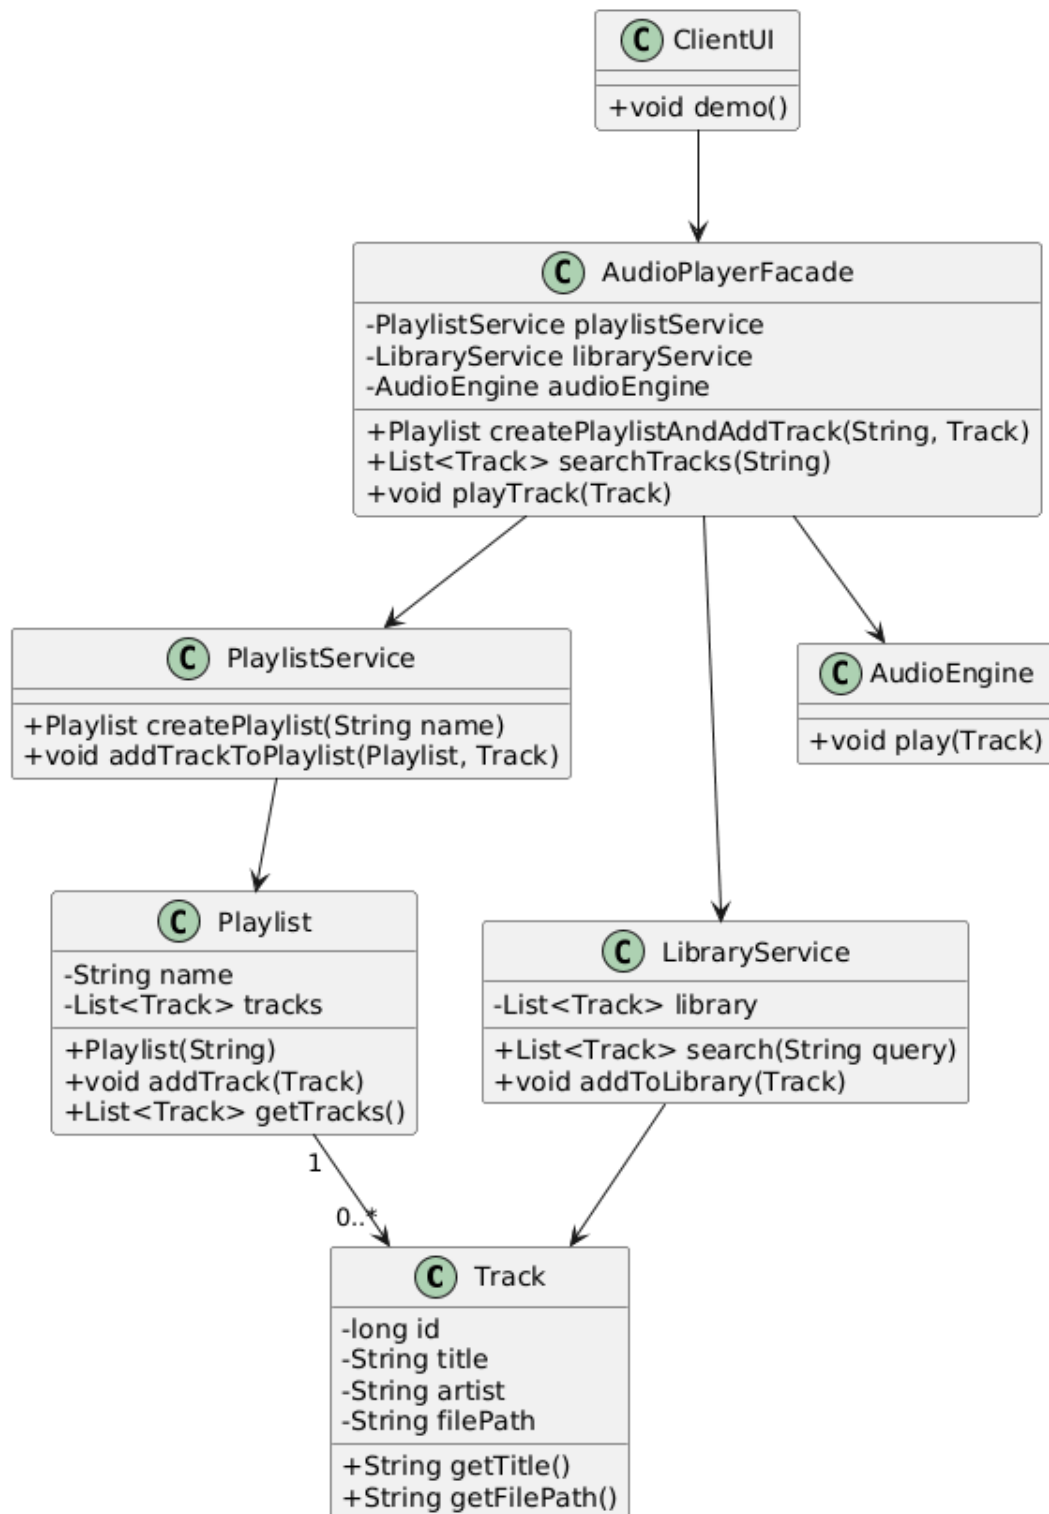 C ClientUI
+void demo()
C AudioPlayerFacade
-PlaylistService playlistService
-LibraryService libraryService
-AudioEngine audioEngine
+Playlist createPlaylistAndAddTrack(String, Track)
+List<Track> searchTracks(String)
+void playTrack(Track)
C PlaylistService
+Playlist createPlaylist(String name)
+void addTrackToPlaylist(Playlist, Track)
C AudioEngine
+void play(Track)
C Playlist
-String name
-List<Track> tracks
+Playlist(String)
+void addTrack(Track)
+List<Track> getTracks()
C LibraryService
-List<Track> library
+List<Track> search(String query)
+void addToLibrary(Track)
1
0..*
C Track
-long id
-String title
-String artist
-String filePath
+String getTitle()
+String getFilePath()